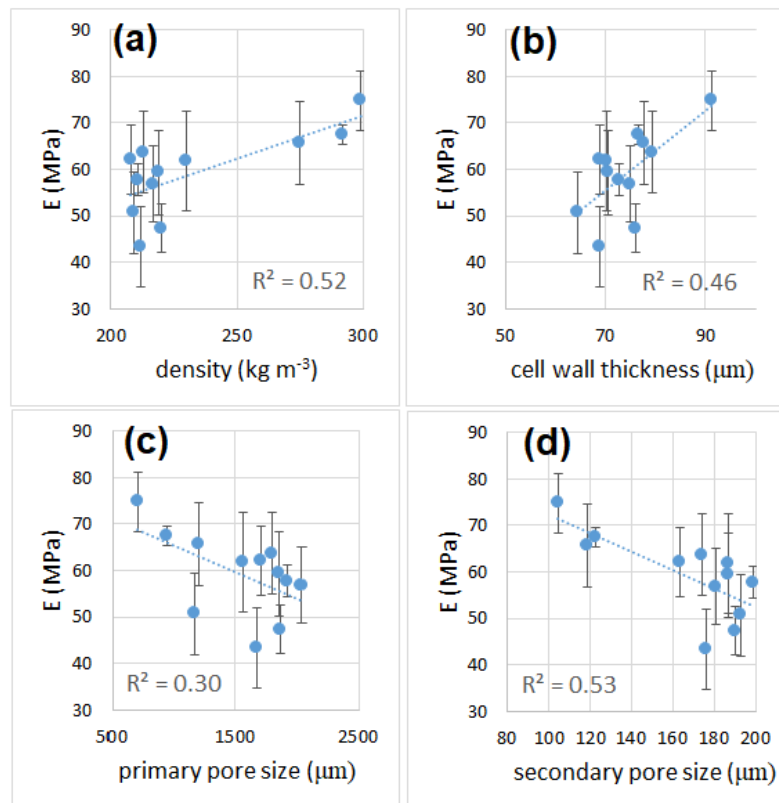 (a)
90
80
70
60
50
40
30
E (MPa)
R² = 0.52
200 250 300
density (kg m⁻³)
(b)
90
80
70
60
50
40
30
E (MPa)
R² = 0.46
50 70 90
cell wall thickness (μm)
(c)
90
80
70
60
50
40
30
E (MPa)
R² = 0.30
500 1500 2500
primary pore size (μm)
(d)
90
80
70
60
50
40
30
E (MPa)
R² = 0.53
80 100 120 140 160 180 200
secondary pore size (μm)